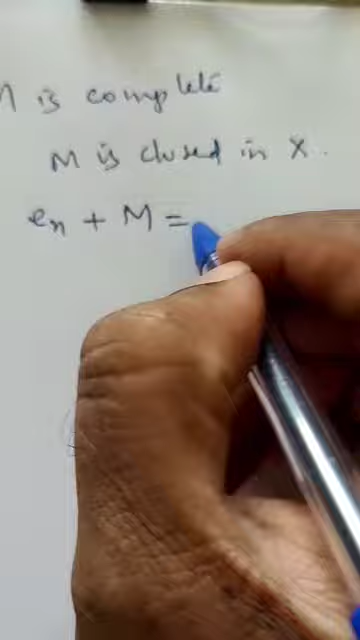 M is complete
M is closed in X.
en + M =